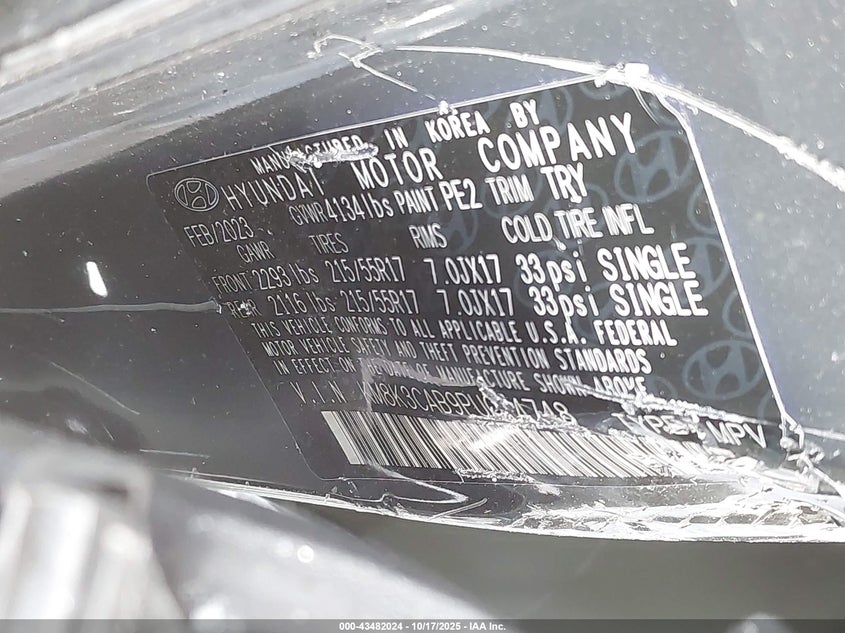 MANUFACTURED IN KOREA BY
HYUNDAI MOTOR COMPANY
FEB/2023 GVWR 4134 lbs PAINT PE2 TRIM TRY
GAWR TIRES RIMS COLD TIRE INFL
FRONT 2293 lbs 215/55R17 7.0JX17 33psi SINGLE
REAR 2116 lbs 215/55R17 7.0JX17 33psi SINGLE
THIS VEHICLE CONFORMS TO ALL APPLICABLE U.S.A. FEDERAL
MOTOR VEHICLE SAFETY AND THEFT PREVENTION STANDARDS
IN EFFECT ON THE DATE OF MANUFACTURE SHOWN ABOVE
V.I.N
TYPE: MPV
000-43482024 | 10/17/2025 | IAA Inc.